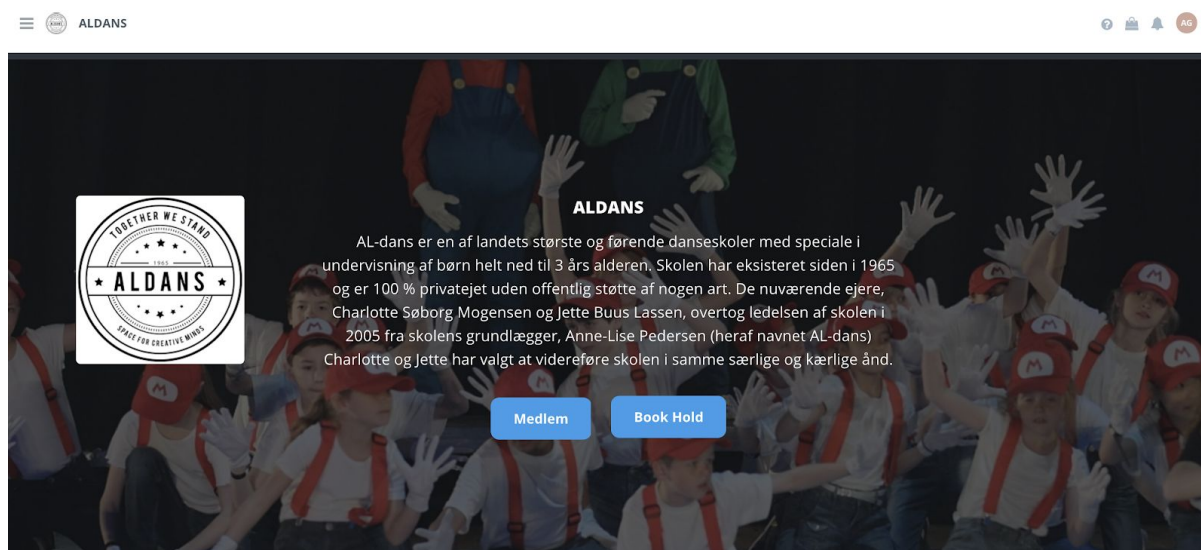 ALDANS
AG
TOGETHER WE STAND
1965
ALDANS
SPACE FOR CREATIVE MINDS
ALDANS
AL-dans er en af landets største og førende danseskoler med speciale i
undervisning af børn helt ned til 3 års alderen. Skolen har eksisteret siden i 1965
og er 100 % privatejet uden offentlig støtte af nogen art. De nuværende ejere,
Charlotte Søborg Mogensen og Jette Buus Lassen, overtog ledelsen af skolen i
2005 fra skolens grundlægger, Anne-Lise Pedersen (heraf navnet AL-dans)
Charlotte og Jette har valgt at videreføre skolen i samme særlige og kærlige ånd.
Medlem
Book Hold